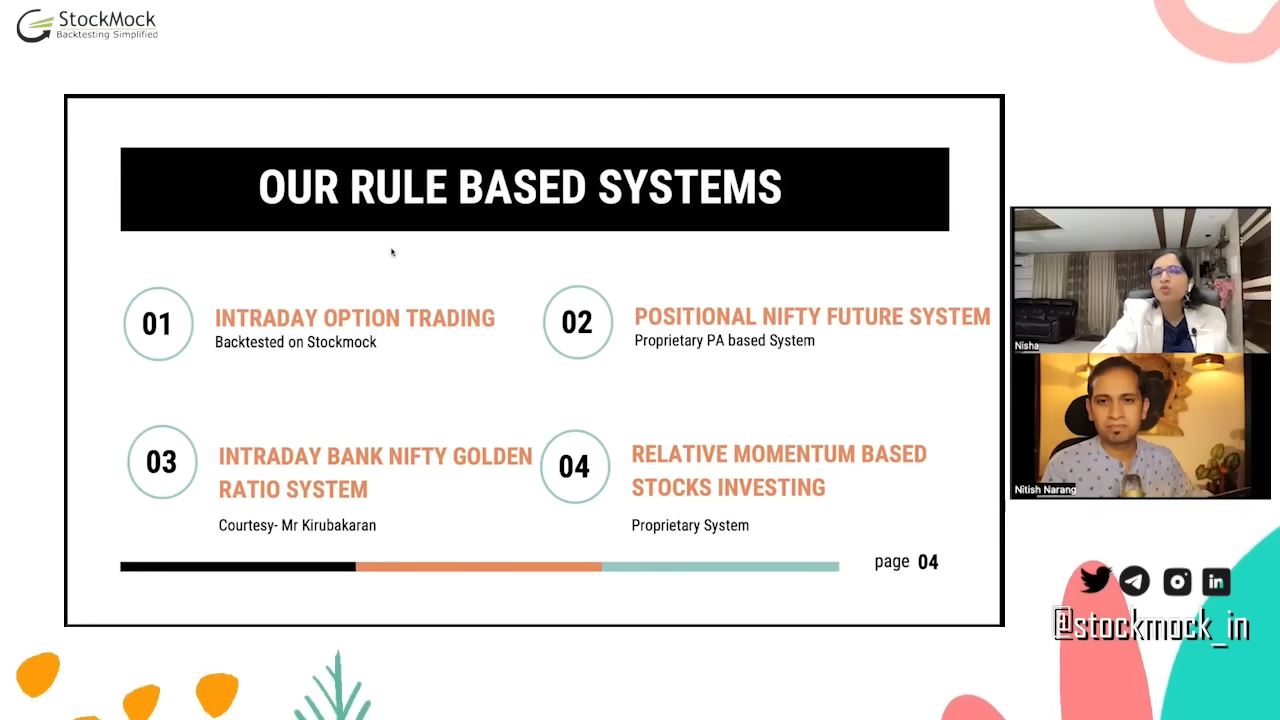 StockMock
Backtesting Simplified
OUR RULE BASED SYSTEMS
01
INTRADAY OPTION TRADING
Backtested on Stockmock
02
POSITIONAL NIFTY FUTURE SYSTEM
Proprietary PA based System
03
INTRADAY BANK NIFTY GOLDEN
RATIO SYSTEM
Courtesy- Mr Kirubakaran
04
RELATIVE MOMENTUM BASED
STOCKS INVESTING
Proprietary System
page 04
Nisha
Nitish Narang
in
@stockmock_in